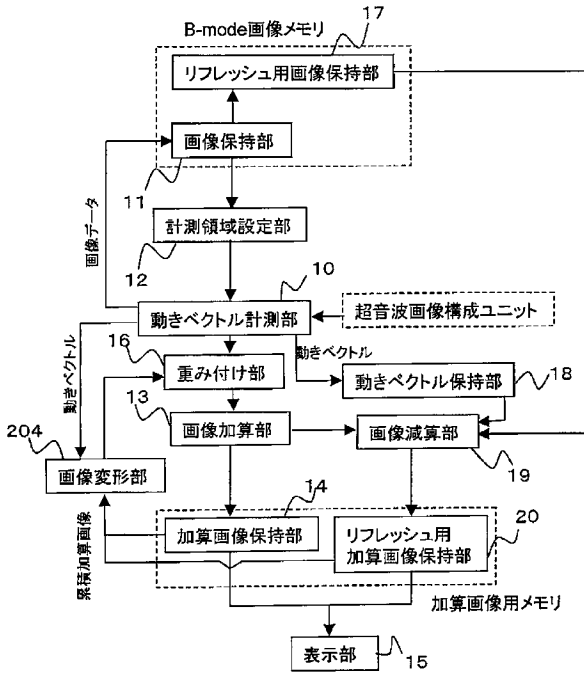 17
B-mode画像メモリ
リフレッシュ用画像保持部
画像保持部
11
画像データ
計測領域設定部
12
10
超音波画像構成ユニット
動きベクトル計測部
動きベクトル
16
動きベクトル
重み付け部
動きベクトル保持部
18
13
画像加算部
画像減算部
204
19
画像変形部
14
累積加算画像
加算画像保持部
リフレッシュ用
加算画像保持部
20
加算画像用メモリ
表示部
15